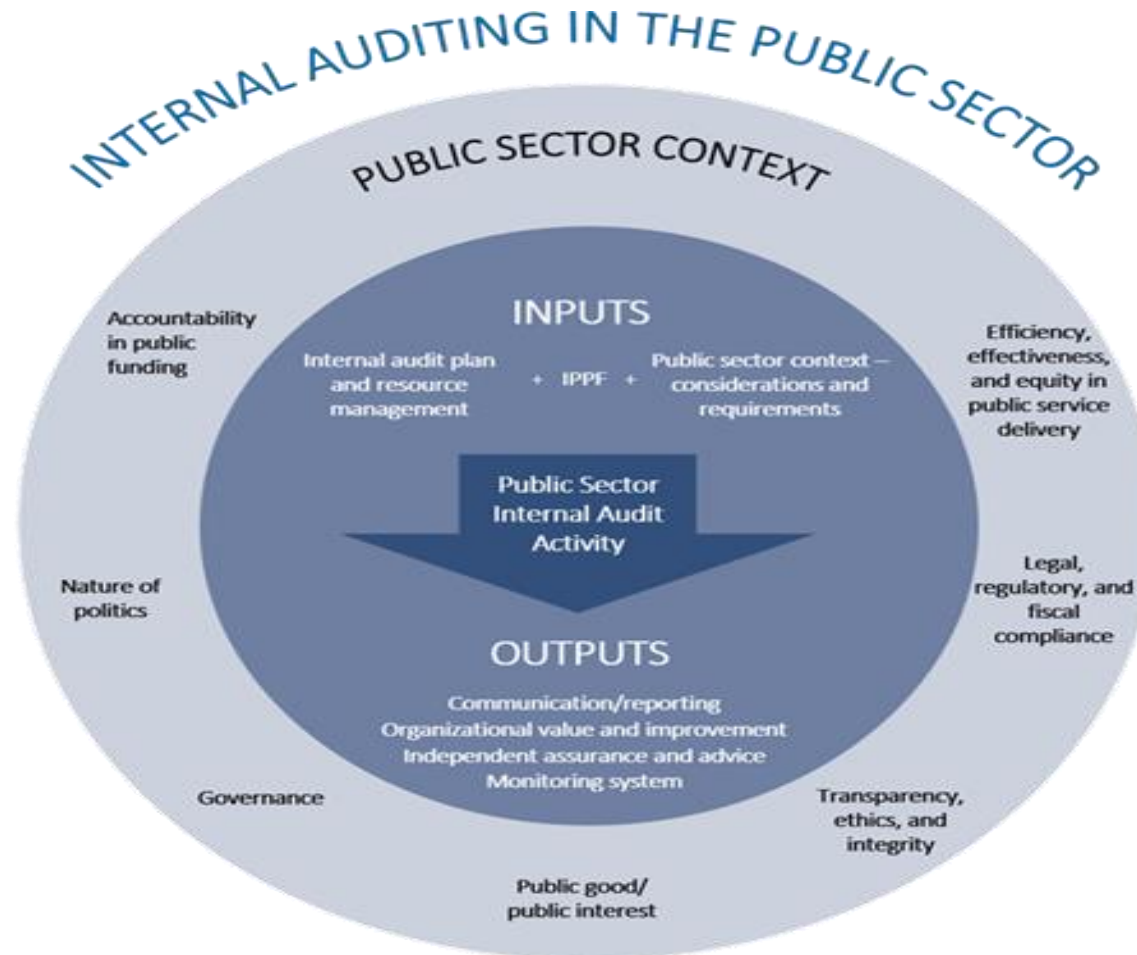 INTERNAL AUDITING IN THE PUBLIC SECTOR
PUBLIC SECTOR CONTEXT
INPUTS
Internal audit plan
and resource
management
+ IPPF +
Public sector context –
considerations and
requirements
Public Sector
Internal Audit
Activity
OUTPUTS
Communication/reporting
Organizational value and improvement
Independent assurance and advice
Monitoring system
Accountability
in public
funding
Efficiency,
effectiveness,
and equity in
public service
delivery
Nature of
politics
Legal,
regulatory, and
fiscal
compliance
Governance
Transparency,
ethics, and
integrity
Public good/
public interest